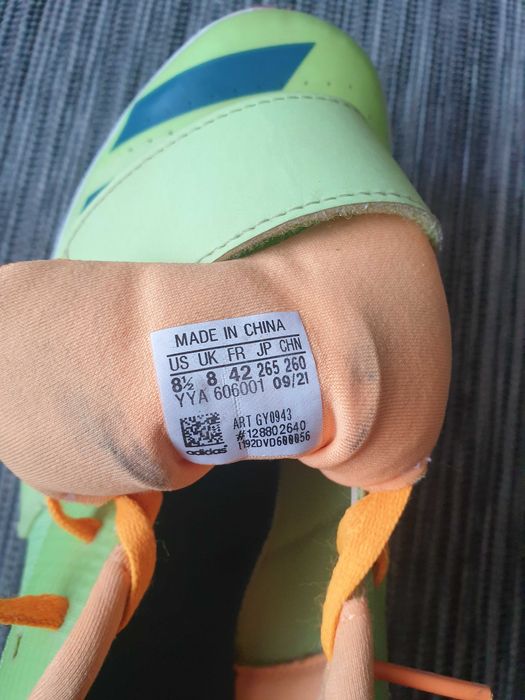 MADE IN CHINA
US UK FR JP CHN
8½ 8 42 265 260
YYA 606001 09/21
ART GY0943
#128802640
1192DVD600056
adidas